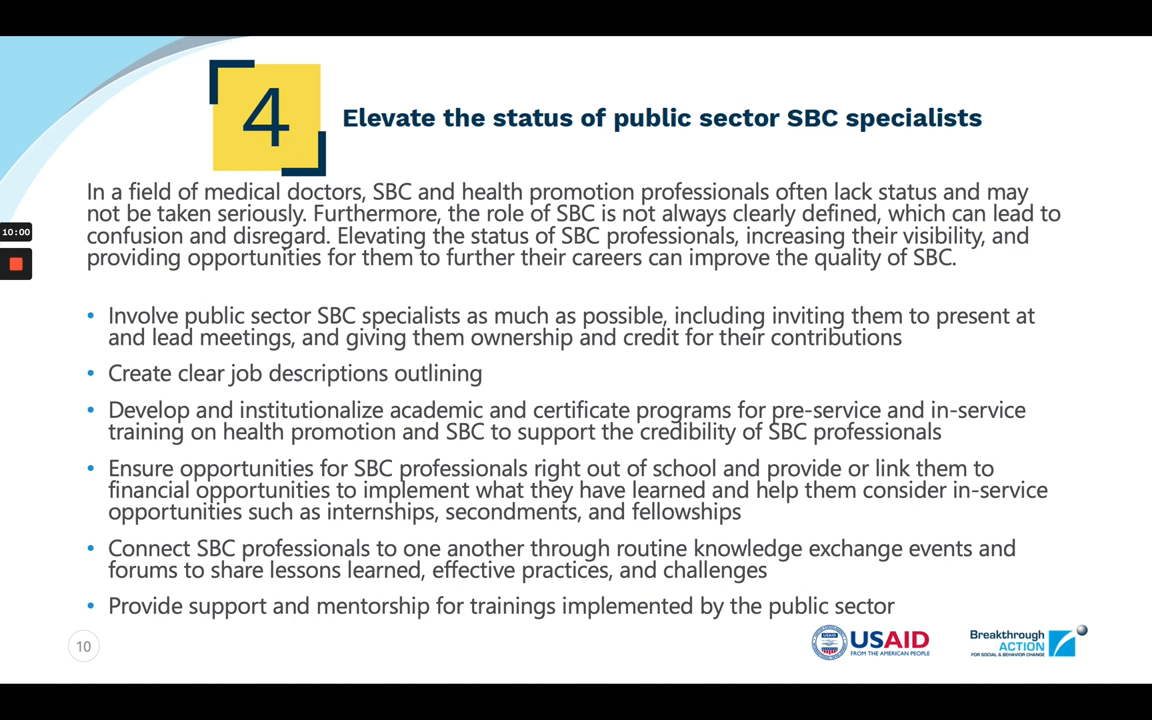 4
Elevate the status of public sector SBC specialists
In a field of medical doctors, SBC and health promotion professionals often lack status and may
not be taken seriously. Furthermore, the role of SBC is not always clearly defined, which can lead to
confusion and disregard. Elevating the status of SBC professionals, increasing their visibility, and
providing opportunities for them to further their careers can improve the quality of SBC.
10:00
• Involve public sector SBC specialists as much as possible, including inviting them to present at
and lead meetings, and giving them ownership and credit for their contributions
• Create clear job descriptions outlining
• Develop and institutionalize academic and certificate programs for pre-service and in-service
training on health promotion and SBC to support the credibility of SBC professionals
• Ensure opportunities for SBC professionals right out of school and provide or link them to
financial opportunities to implement what they have learned and help them consider in-service
opportunities such as internships, secondments, and fellowships
• Connect SBC professionals to one another through routine knowledge exchange events and
forums to share lessons learned, effective practices, and challenges
• Provide support and mentorship for trainings implemented by the public sector
10
USAID
FROM THE AMERICAN PEOPLE
Breakthrough
ACTION
FOR SOCIAL & BEHAVIOR CHANGE